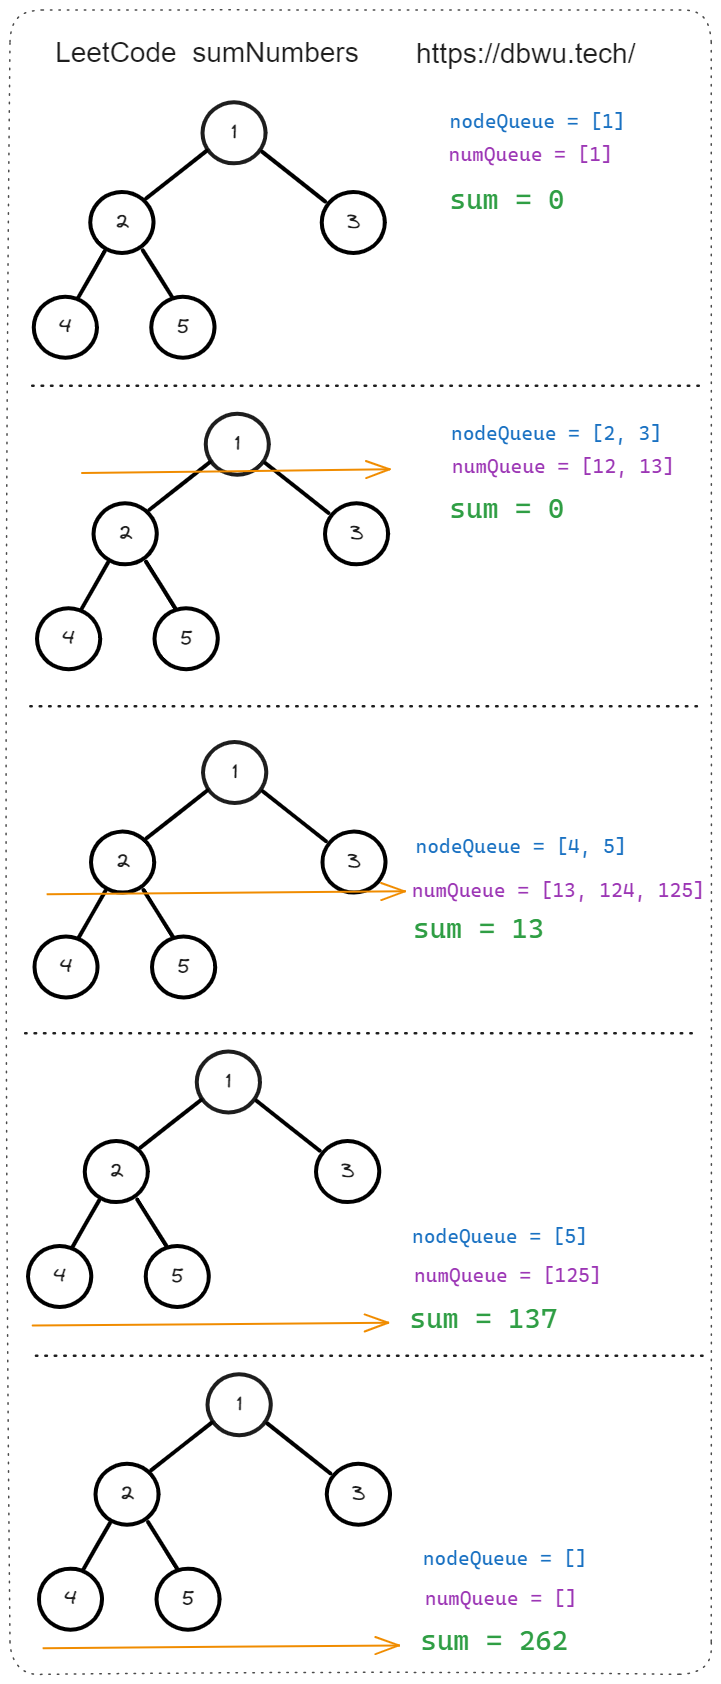 LeetCode sumNumbers https://dbwu.tech/
1
nodeQueue = [1]
numQueue = [1]
sum = 0
2 3
4 5
1
nodeQueue = [2, 3]
numQueue = [12, 13]
sum = 0
2 3
4 5
1
2 3
nodeQueue = [4, 5]
numQueue = [13, 124, 125]
sum = 13
4 5
1
2 3
4 5
nodeQueue = [5]
numQueue = [125]
sum = 137
1
2 3
4 5
nodeQueue = []
numQueue = []
sum = 262